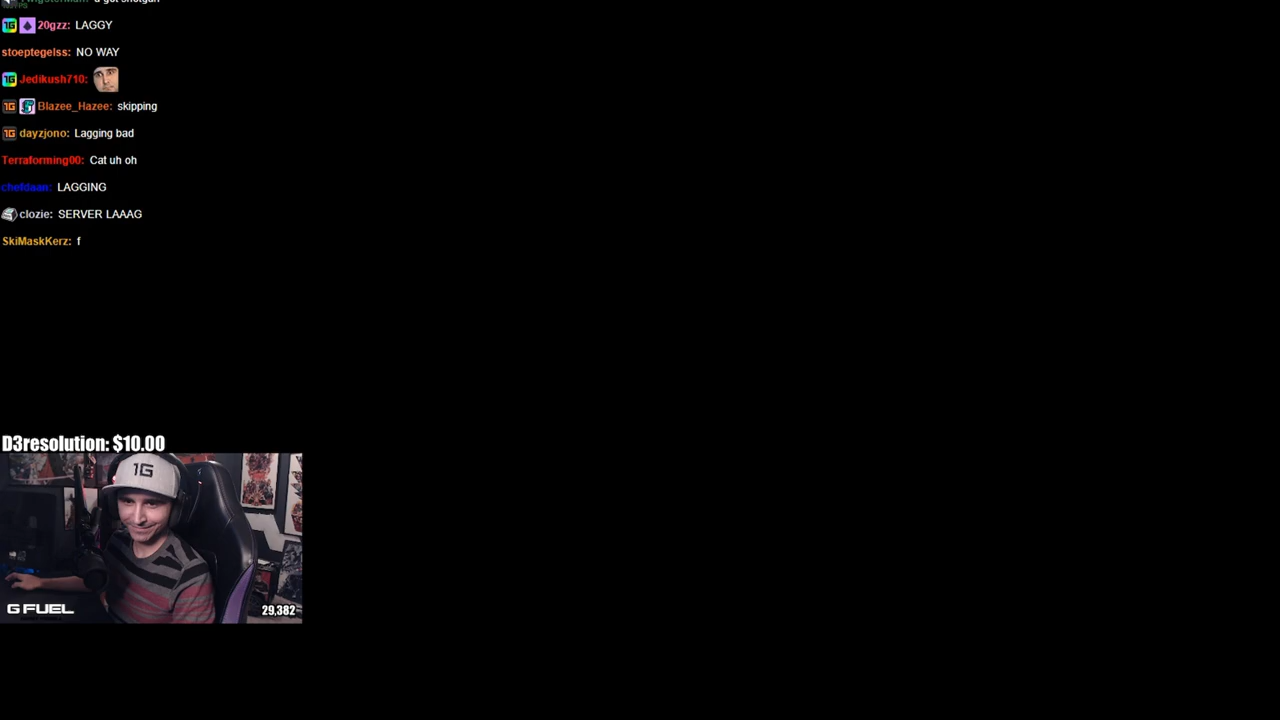 20gzz: LAGGY
stoeptegelss: NO WAY
Jedikush710:
Blazee_Hazee: skipping
dayzjono: Lagging bad
Terraforming00: Cat uh oh
chefdaan: LAGGING
clozie: SERVER LAAAG
SkiMaskKerz: f
D3resolution: $10.00
1G
G FUEL
29,382